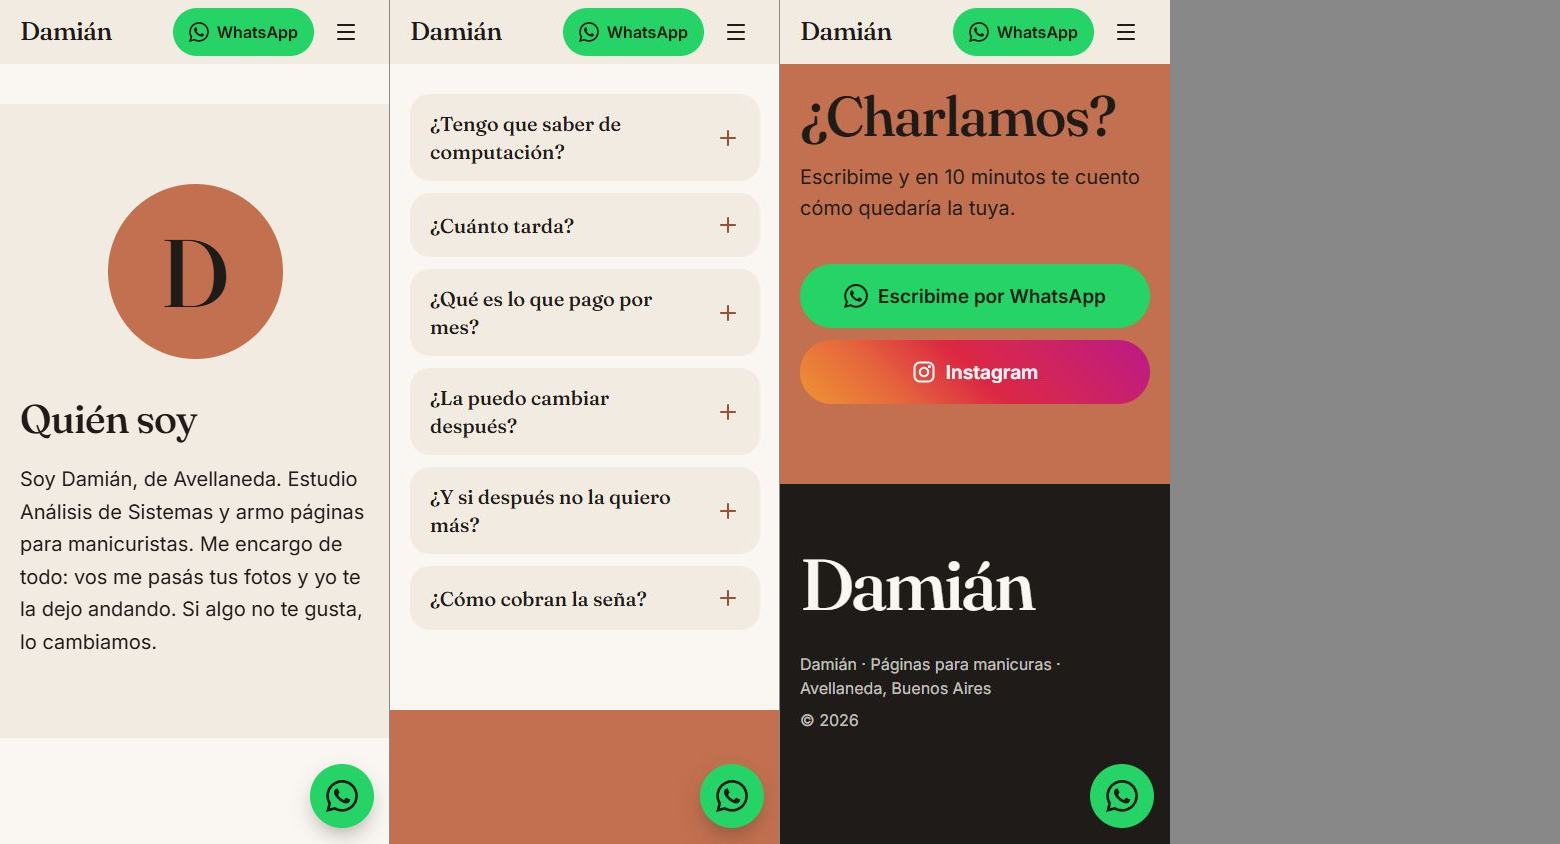 Damián
WhatsApp
D
Quién soy
Soy Damián, de Avellaneda. Estudio
Análisis de Sistemas y armo páginas
para manicuristas. Me encargo de
todo: vos me pasás tus fotos y yo te
la dejo andando. Si algo no te gusta,
lo cambiamos.
Damián
WhatsApp
¿Tengo que saber de
computación?
¿Cuánto tarda?
¿Qué es lo que pago por
mes?
¿La puedo cambiar
después?
¿Y si después no la quiero
más?
¿Cómo cobran la seña?
Damián
WhatsApp
¿Charlamos?
Escribime y en 10 minutos te cuento
cómo quedaría la tuya.
Escribime por WhatsApp
Instagram
Damián
Damián · Páginas para manicuras ·
Avellaneda, Buenos Aires
© 2026